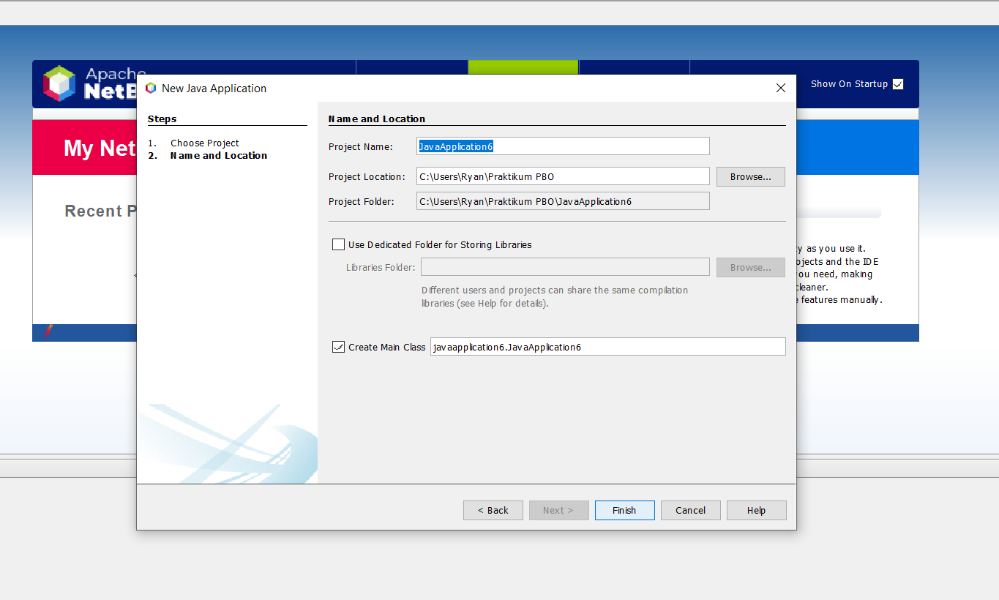 Apache
NetB
Show On Startup
New Java Application
My Net
Recent P
Steps
1. Choose Project
2. Name and Location
Name and Location
Project Name: JavaApplication6
Project Location: C:\Users\Ryan\Praktikum PBO Browse...
Project Folder: C:\Users\Ryan\Praktikum PBO\JavaApplication6
Use Dedicated Folder for Storing Libraries
Libraries Folder: Browse...
Different users and projects can share the same compilation
libraries (see Help for details).
Create Main Class javaapplication6.JavaApplication6
y as you use it.
ojects and the IDE
ou need, making
cleaner.
e features manually.
< Back Next > Finish Cancel Help